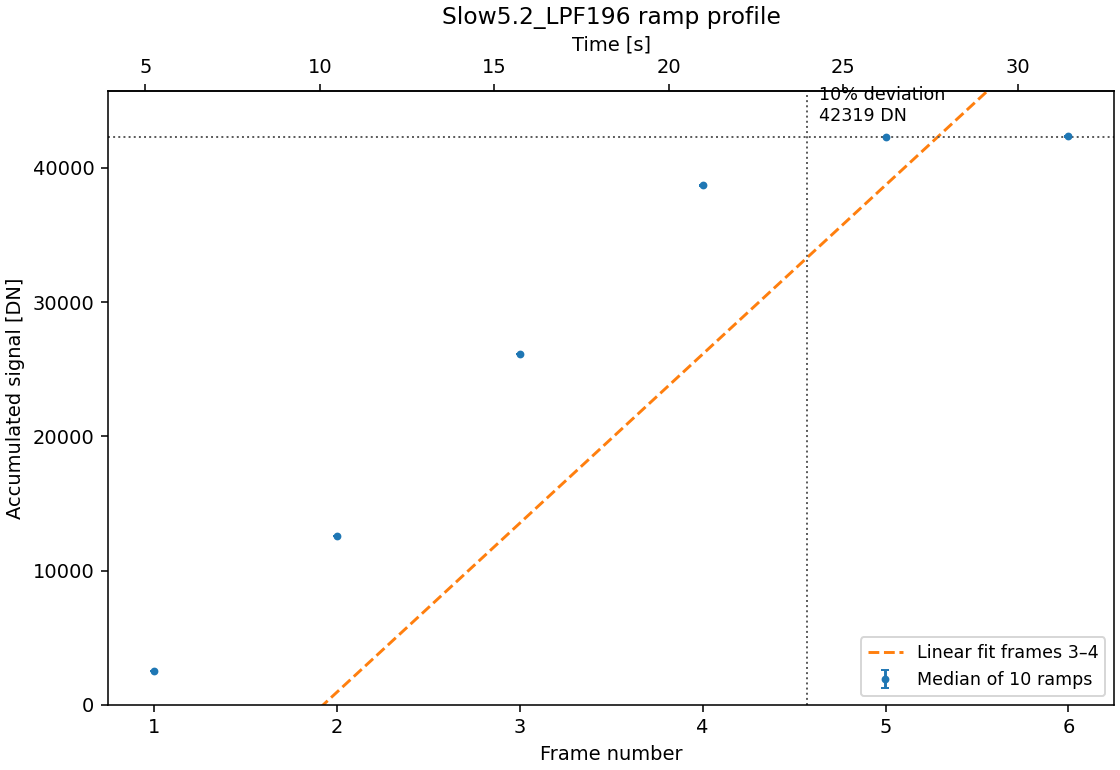 Slow5.2_LPF196 ramp profile
Time [s]
5 10 15 20 25 30
10% deviation
42319 DN
40000
30000
20000
10000
0
Accumulated signal [DN]
Linear fit frames 3–4
Median of 10 ramps
1 2 3 4 5 6
Frame number